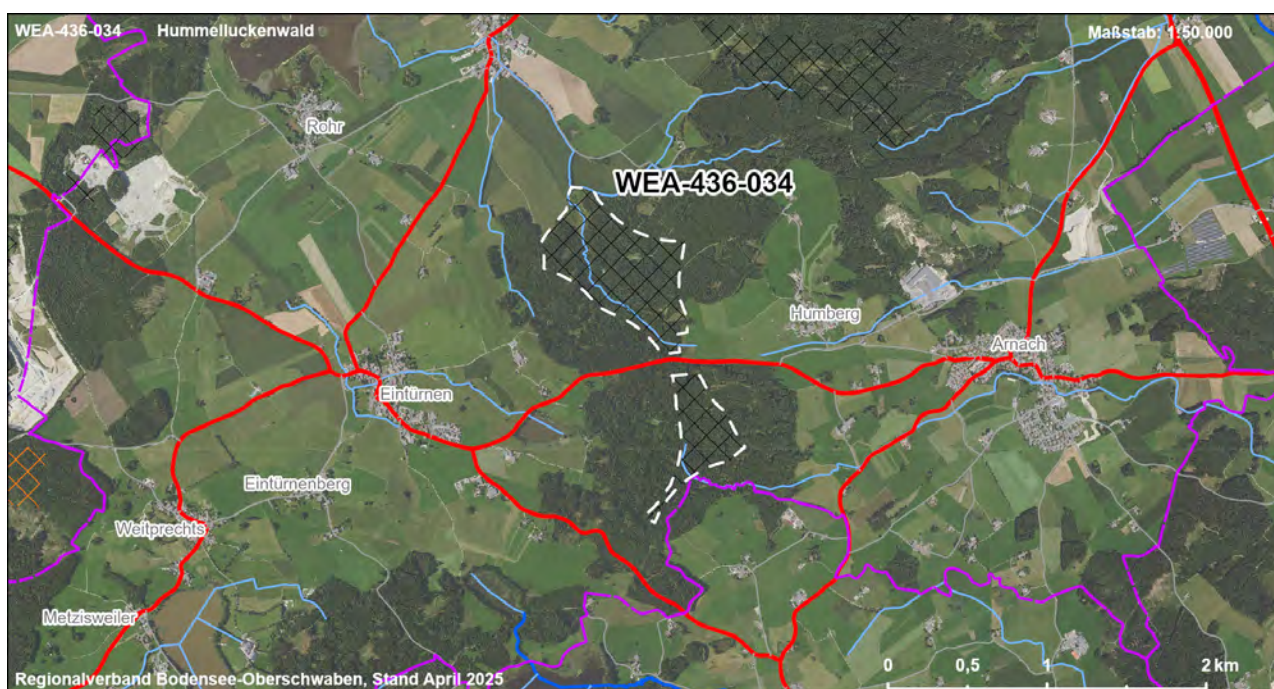 WEA-436-034 Hummelluckenwald
Maßstab: 1:50.000
Rohr
WEA-436-034
Humberg
Arnach
Eintürnen
Eintürnenberg
Weitprechts
Metzisweiler
0 0,5 1 2 km
Regionalverband Bodensee-Oberschwaben, Stand April 2025